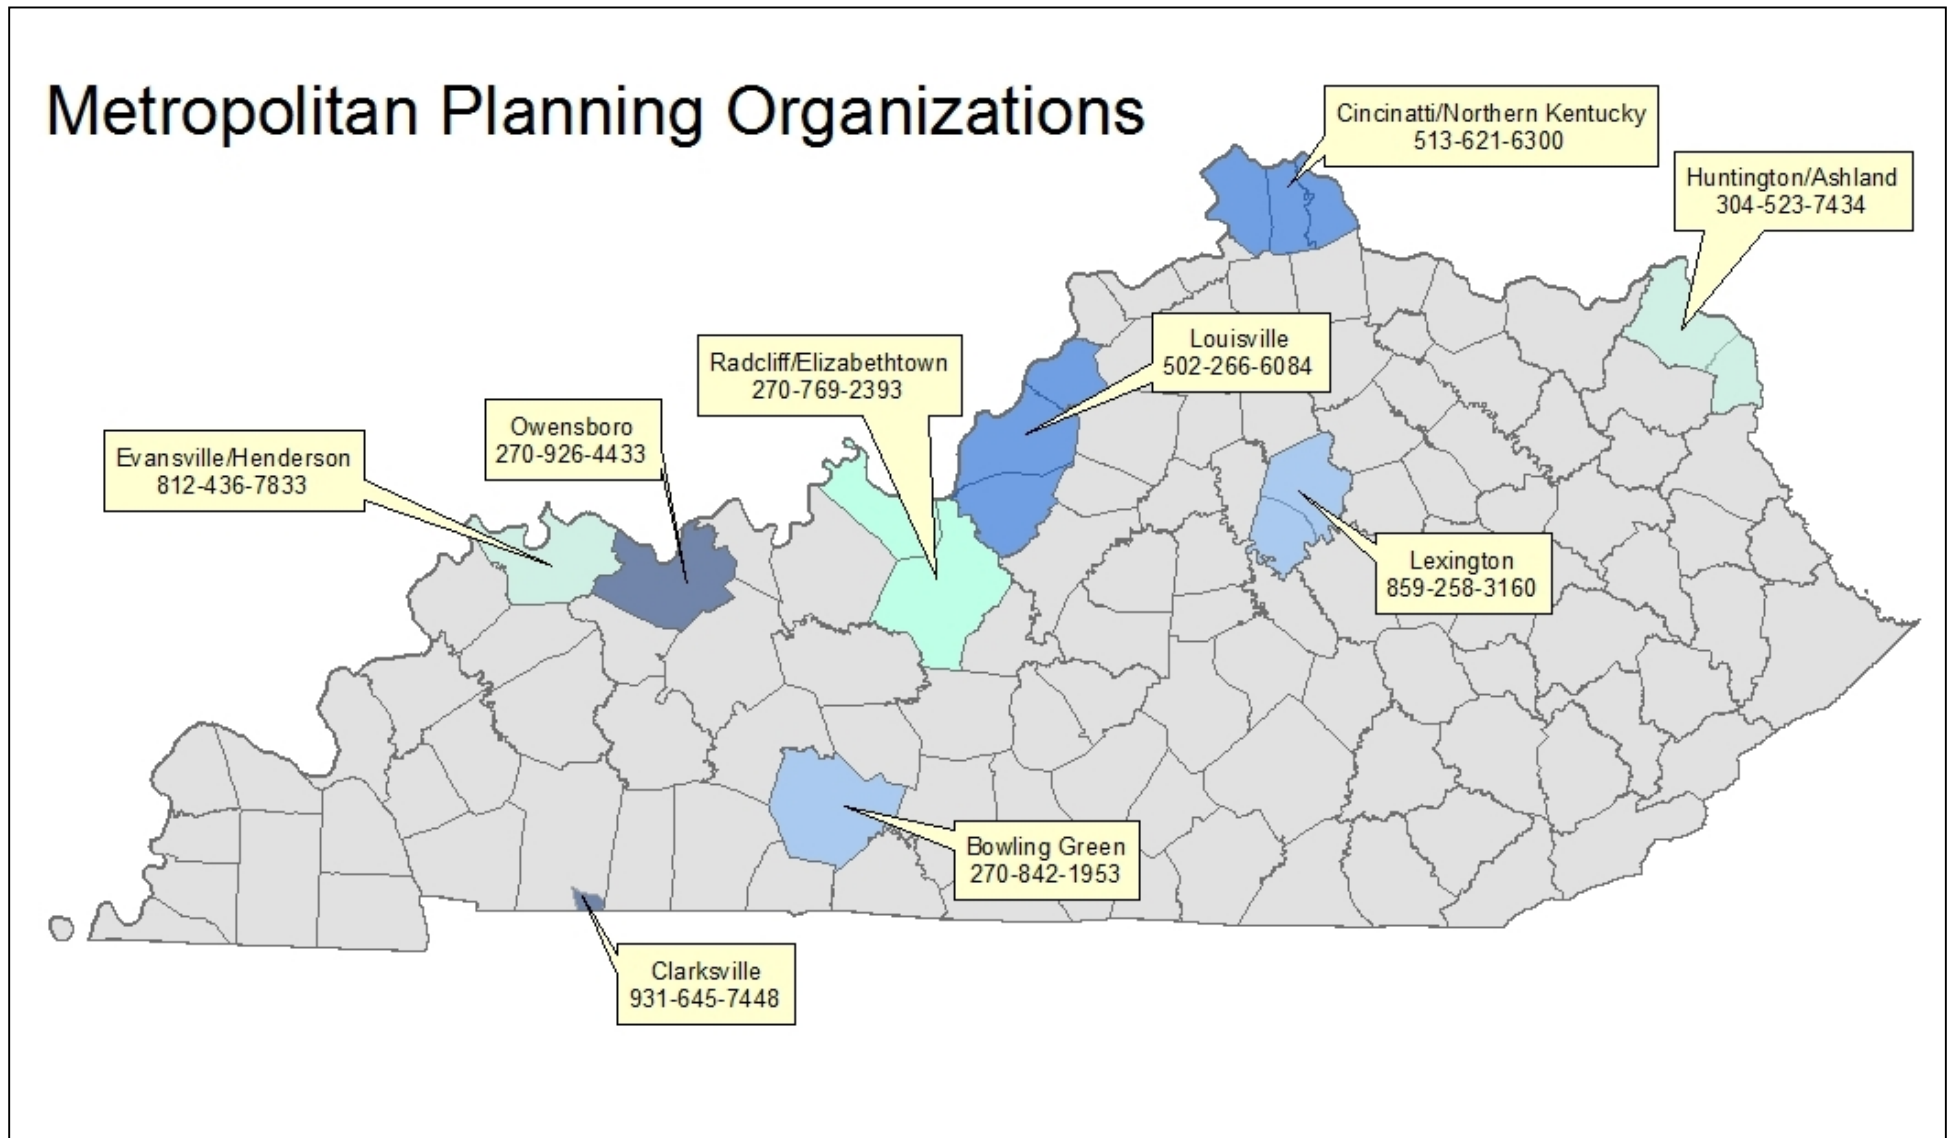 Metropolitan Planning Organizations
Cincinatti/Northern Kentucky
513-621-6300
Huntington/Ashland
304-523-7434
Louisville
502-266-6084
Radcliff/Elizabethtown
270-769-2393
Owensboro
270-926-4433
Evansville/Henderson
812-436-7833
Lexington
859-258-3160
Bowling Green
270-842-1953
Clarksville
931-645-7448